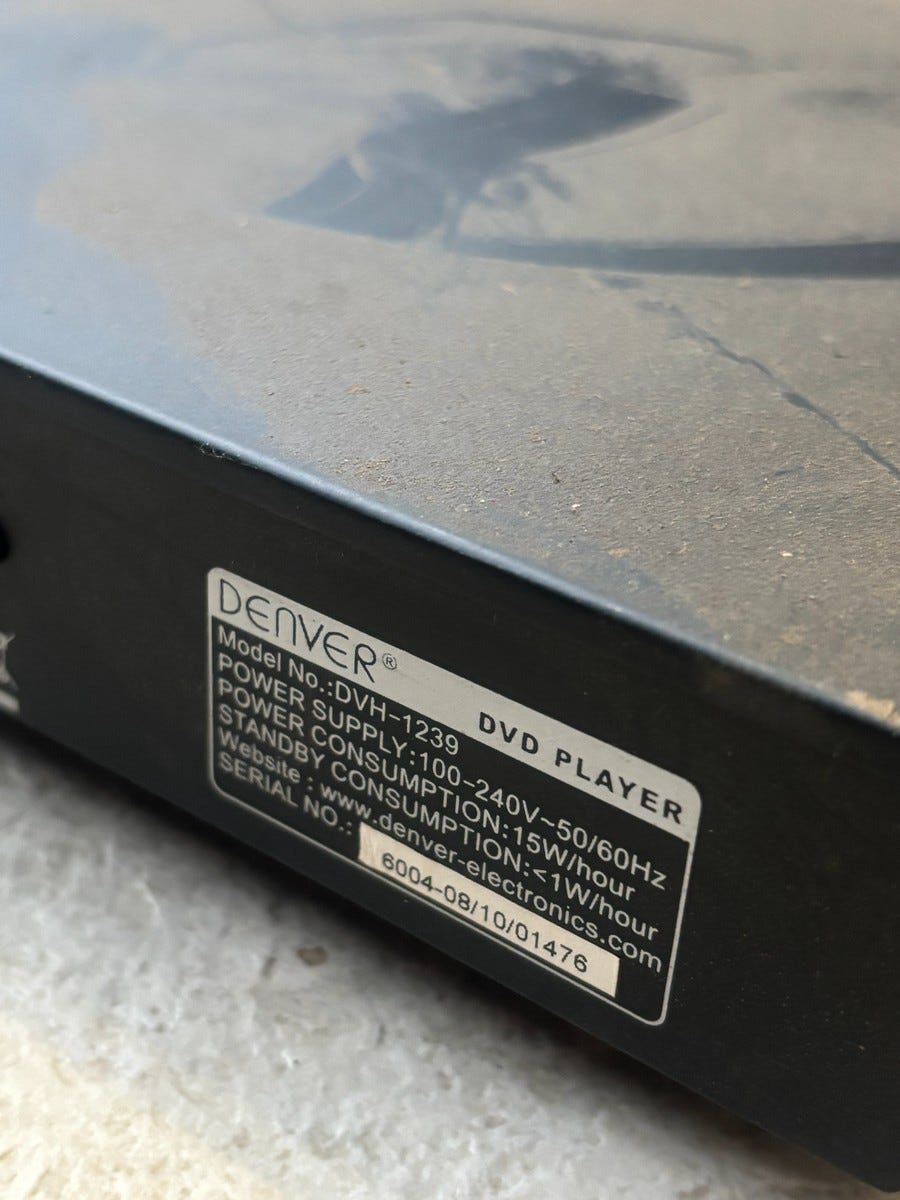 DENVER®
DVD PLAYER
Model No.:DVH-1239
POWER SUPPLY:100-240V~50/60Hz
POWER CONSUMPTION:15W/hour
STANDBY CONSUMPTION:<1W/hour
Website : www.denver-electronics.com
SERIAL NO.:
6004-08/10/01476